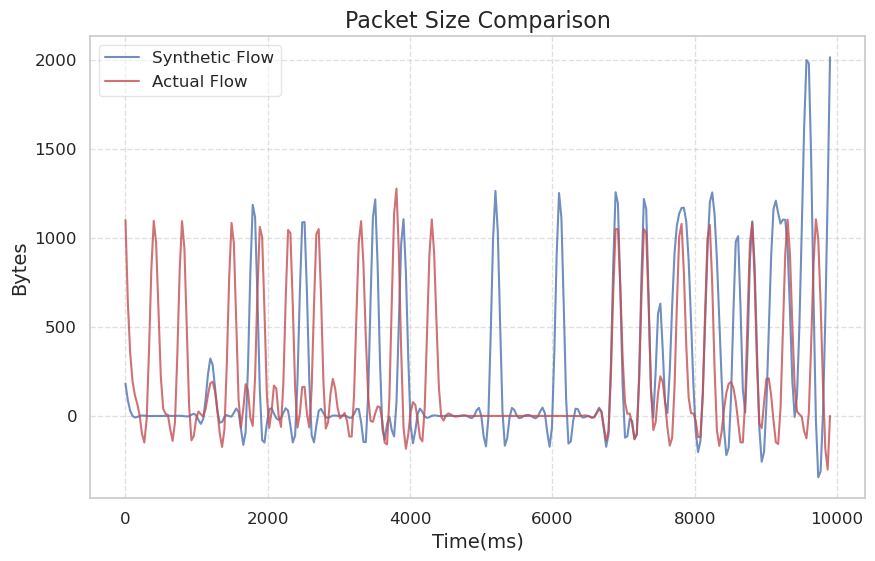 Packet Size Comparison
Synthetic Flow
Actual Flow
2000
1500
1000
500
0
Bytes
0 2000 4000 6000 8000 10000
Time(ms)